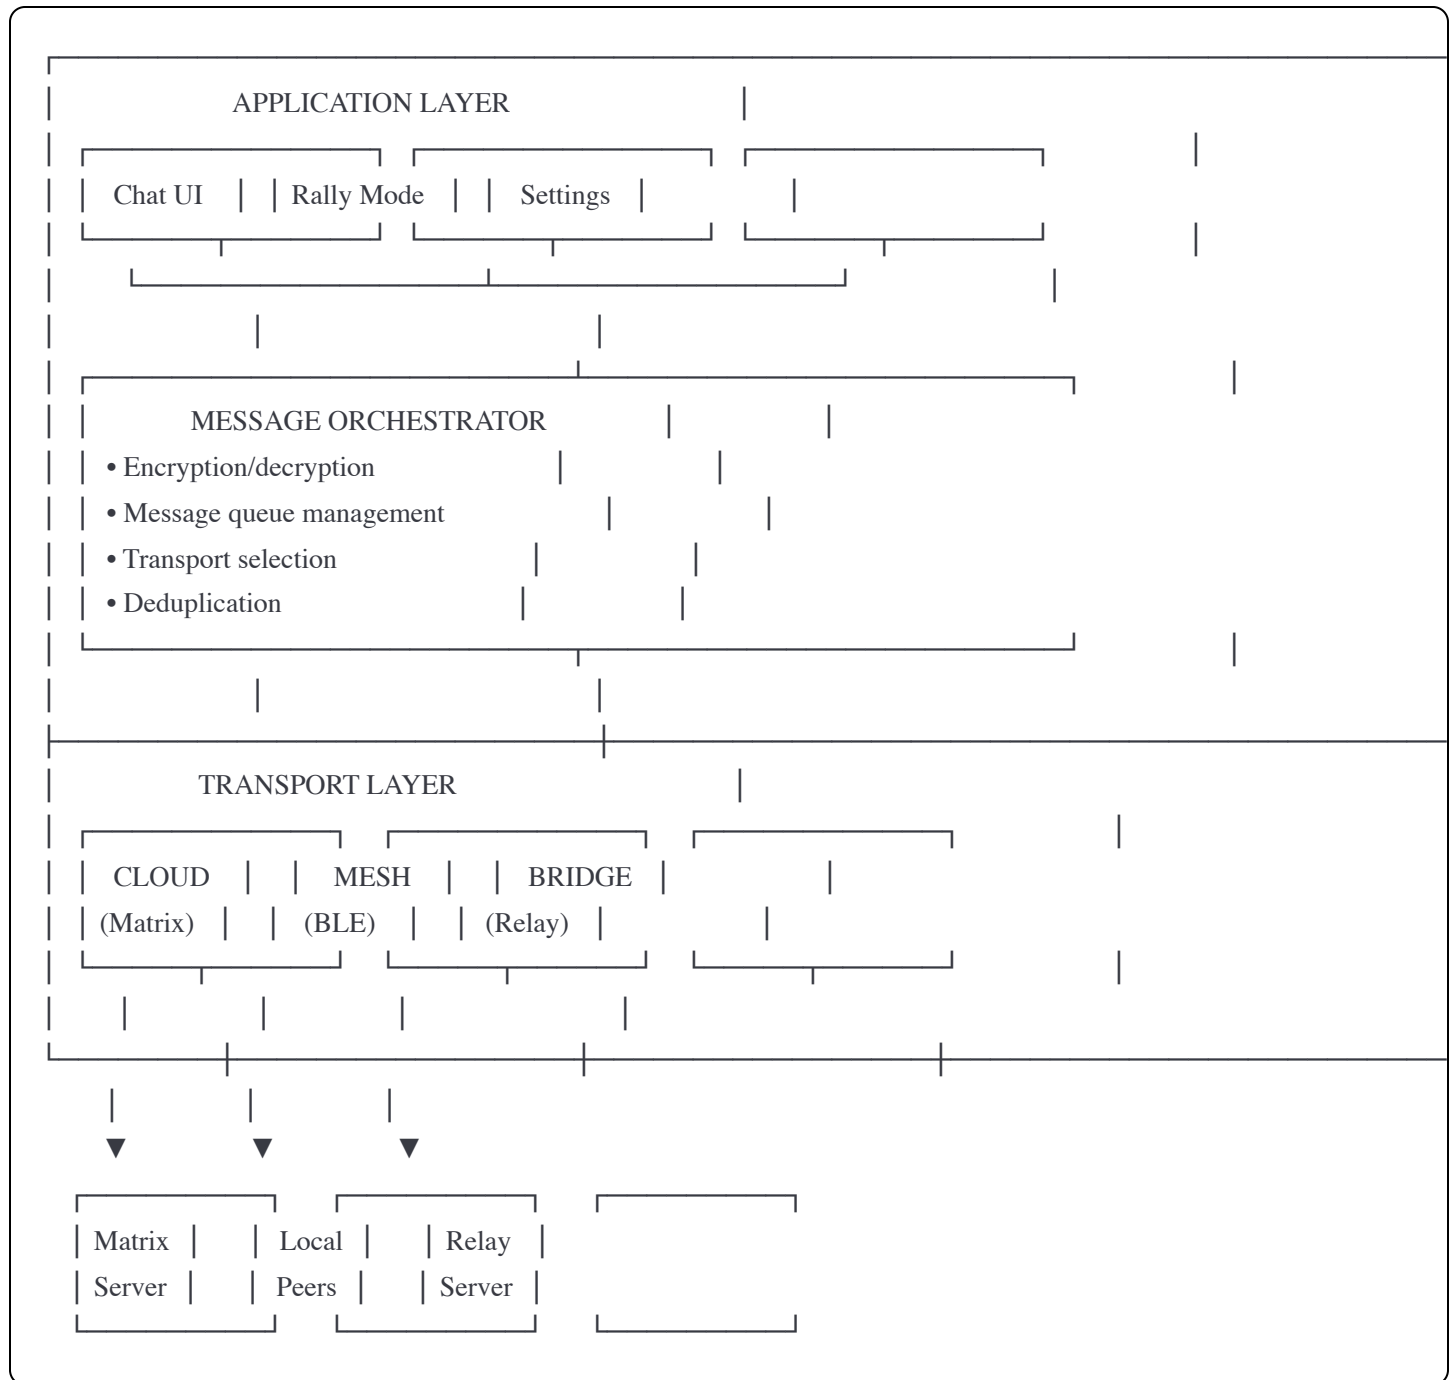 APPLICATION LAYER
Chat UI Rally Mode Settings
MESSAGE ORCHESTRATOR
• Encryption/decryption
• Message queue management
• Transport selection
• Deduplication
TRANSPORT LAYER
CLOUD MESH BRIDGE
(Matrix) (BLE) (Relay)
▼ ▼ ▼
Matrix Local Relay
Server Peers Server